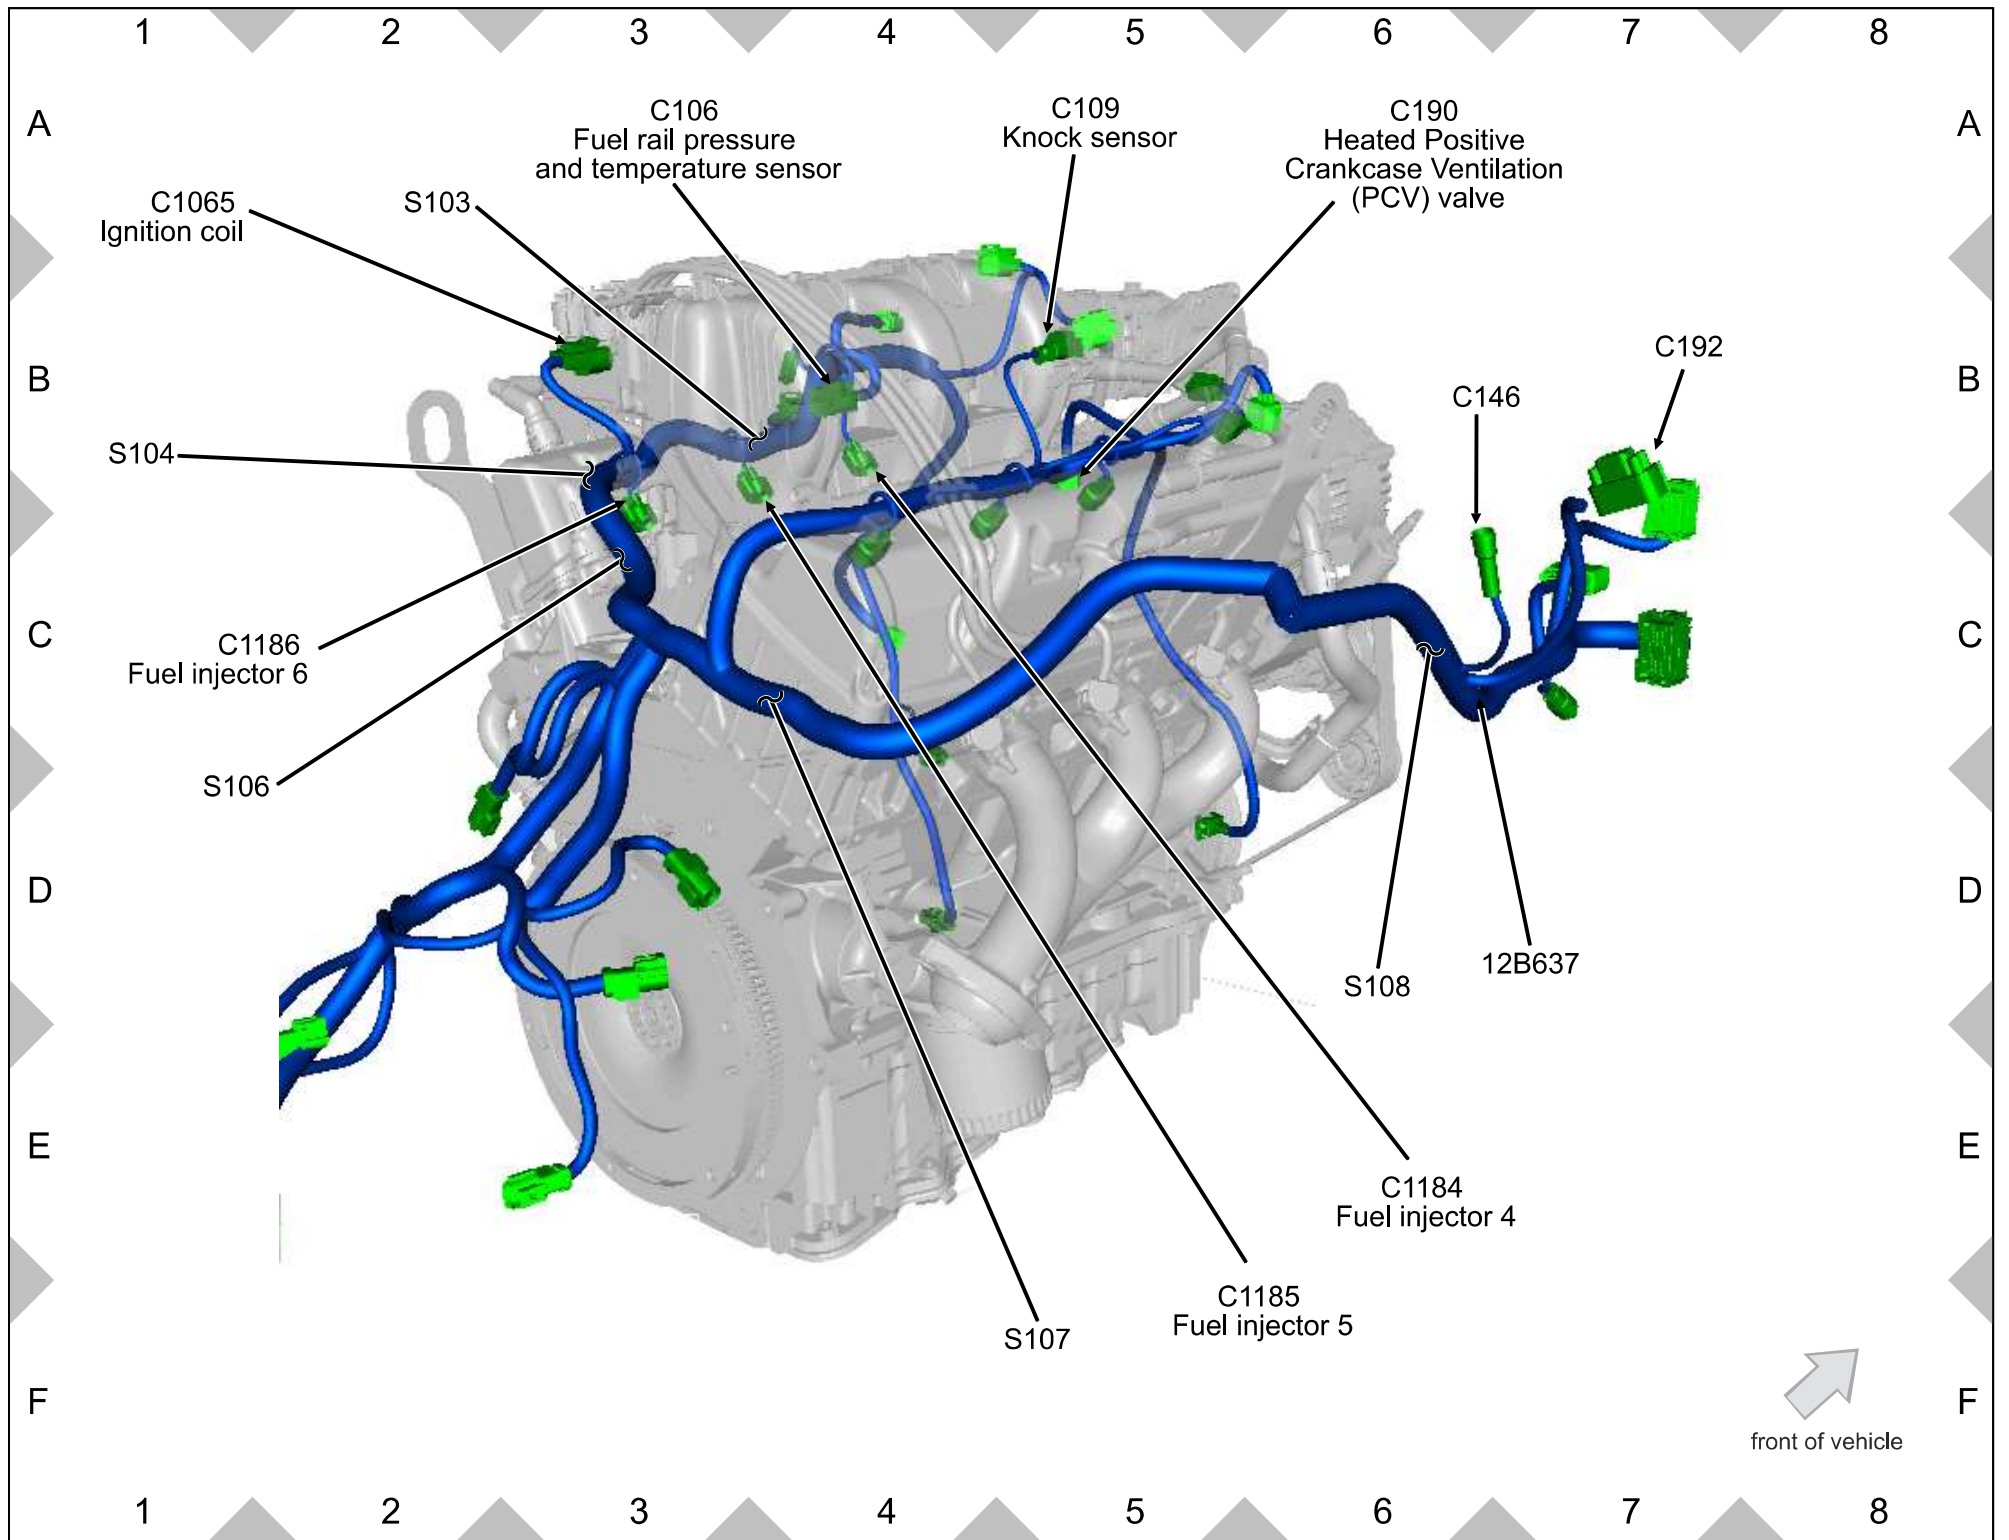 1 2 3 4 5 6 7 8
A A
C106
Fuel rail pressure
and temperature sensor
C109
Knock sensor
C190
Heated Positive
Crankcase Ventilation
(PCV) valve
C1065
Ignition coil
S103
B B
C192
C146
S104
C C
C1186
Fuel injector 6
S106
D D
12B637
S108
E E
C1184
Fuel injector 4
C1185
Fuel injector 5
S107
F F
front of vehicle
1 2 3 4 5 6 7 8